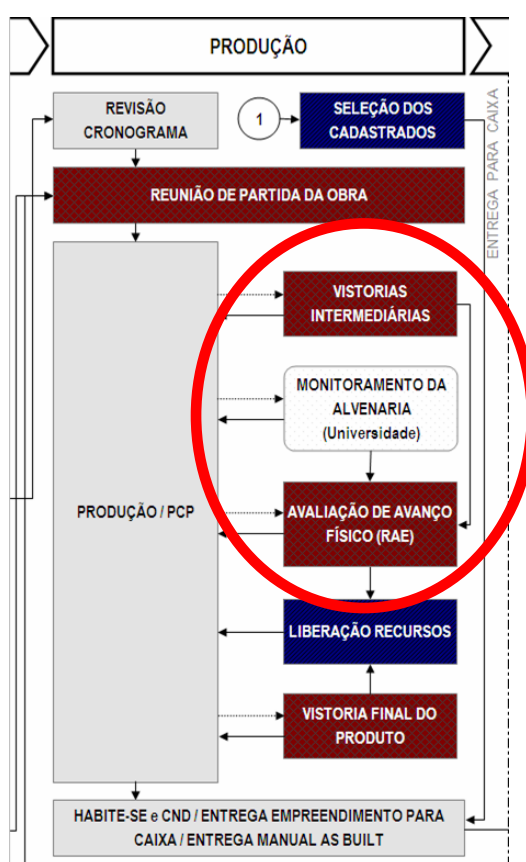 PRODUÇÃO
REVISÃO
CRONOGRAMA
1
SELEÇÃO DOS
CADASTRADOS
ENTREGA PARA CAIXA
REUNIÃO DE PARTIDA DA OBRA
VISTORIAS
INTERMEDIÁRIAS
MONITORAMENTO DA
ALVENARIA
(Universidade)
PRODUÇÃO / PCP
AVALIAÇÃO DE AVANÇO
FÍSICO (RAE)
LIBERAÇÃO RECURSOS
VISTORIA FINAL DO
PRODUTO
HABITE-SE e CND / ENTREGA EMPREENDIMENTO PARA
CAIXA / ENTREGA MANUAL AS BUILT